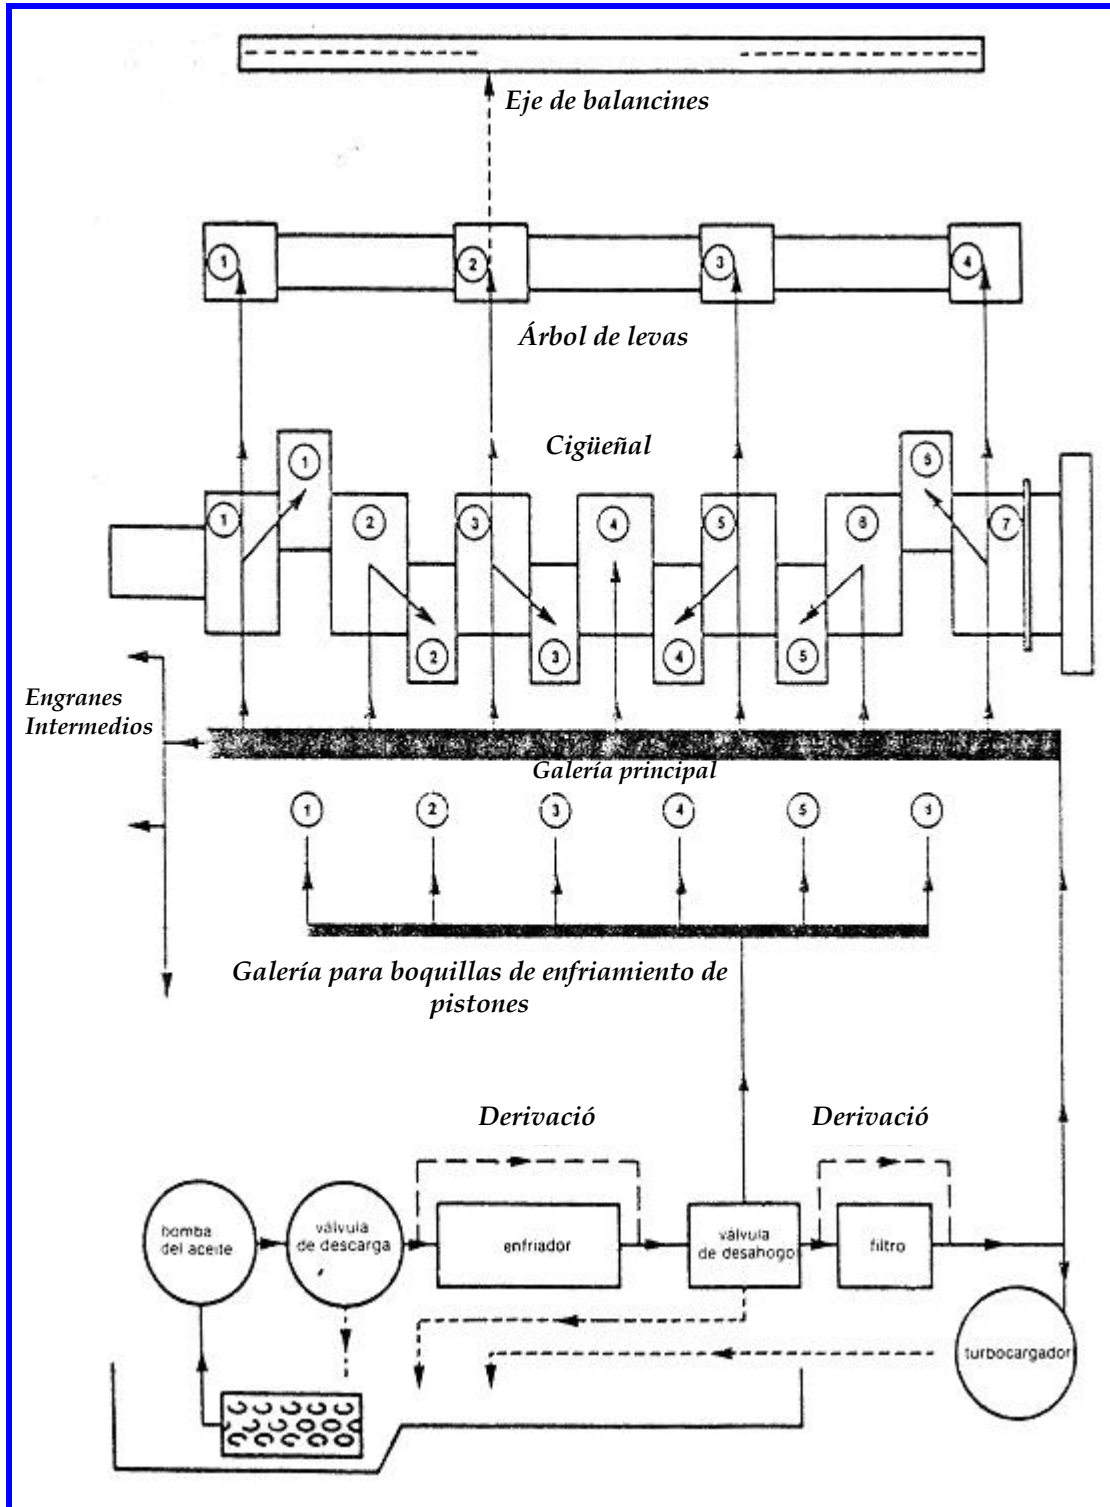 Eje de balancines
1
2
3
4
Árbol de levas
Cigüeñal
1
6
1
2
3
4
5
6
7
2
3
4
5
Engranes
Intermedios
Galería principal
1
2
3
4
5
Galería para boquillas de enfriamiento de
pistones
Derivació
Derivació
bomba
del aceite
válvula
de descarga
enfriador
válvula
de desahogo
filtro
turbocargador